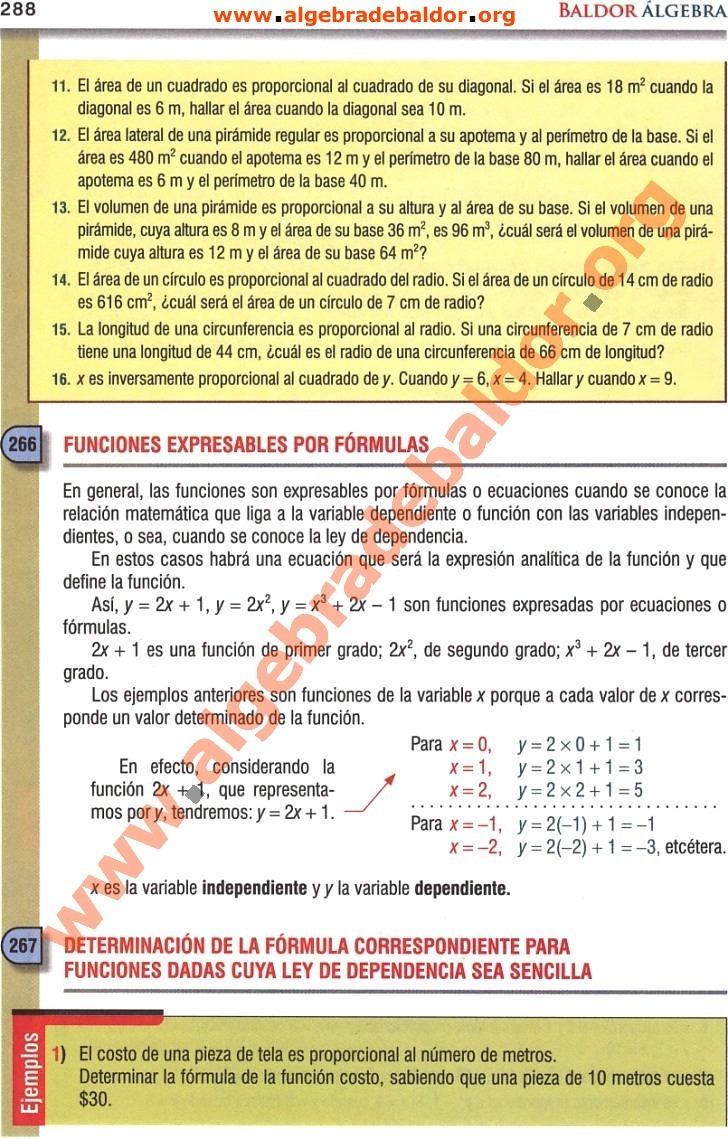 288
www.algebradebaldor.org
BALDOR ÁLGEBRA
11. El área de un cuadrado es proporcional al cuadrado de su diagonal. Si el área es 18 m² cuando la
diagonal es 6 m, hallar el área cuando la diagonal sea 10 m.
12. El área lateral de una pirámide regular es proporcional a su apotema y al perímetro de la base. Si el
área es 480 m² cuando el apotema es 12 m y el perímetro de la base 80 m, hallar el área cuando el
apotema es 6 m y el perímetro de la base 40 m.
13. El volumen de una pirámide es proporcional a su altura y al área de su base. Si el volumen de una
pirámide, cuya altura es 8 m y el área de su base 36 m², es 96 m³, ¿cuál será el volumen de una pirá-
mide cuya altura es 12 m y el área de su base 64 m²?
14. El área de un círculo es proporcional al cuadrado del radio. Si el área de un círculo de 14 cm de radio
es 616 cm², ¿cuál será el área de un círculo de 7 cm de radio?
15. La longitud de una circunferencia es proporcional al radio. Si una circunferencia de 7 cm de radio
tiene una longitud de 44 cm, ¿cuál es el radio de una circunferencia de 66 cm de longitud?
16. x es inversamente proporcional al cuadrado de y. Cuando y = 6, x = 4. Hallar y cuando x = 9.
266 FUNCIONES EXPRESABLES POR FÓRMULAS
En general, las funciones son expresables por fórmulas o ecuaciones cuando se conoce la
relación matemática que liga a la variable dependiente o función con las variables indepen-
dientes, o sea, cuando se conoce la ley de dependencia.
En estos casos habrá una ecuación que será la expresión analítica de la función y que
define la función.
Así, y = 2x + 1, y = 2x², y = x³ + 2x − 1 son funciones expresadas por ecuaciones o
fórmulas.
2x + 1 es una función de primer grado; 2x², de segundo grado; x³ + 2x − 1, de tercer
grado.
Los ejemplos anteriores son funciones de la variable x porque a cada valor de x corres-
ponde un valor determinado de la función.
En efecto, considerando la
función 2x + 1, que representa-
mos por y, tendremos: y = 2x + 1.
Para x = 0, y = 2 × 0 + 1 = 1
x = 1, y = 2 × 1 + 1 = 3
x = 2, y = 2 × 2 + 1 = 5
. . . . . . . . . . . . . . . . . . . . . . . . . . . . . . . .
Para x = −1, y = 2(−1) + 1 = −1
x = −2, y = 2(−2) + 1 = −3, etcétera.
x es la variable independiente y y la variable dependiente.
267 DETERMINACIÓN DE LA FÓRMULA CORRESPONDIENTE PARA
FUNCIONES DADAS CUYA LEY DE DEPENDENCIA SEA SENCILLA
Ejemplos
1) El costo de una pieza de tela es proporcional al número de metros.
Determinar la fórmula de la función costo, sabiendo que una pieza de 10 metros cuesta
$30.
www.algebradebaldor.org